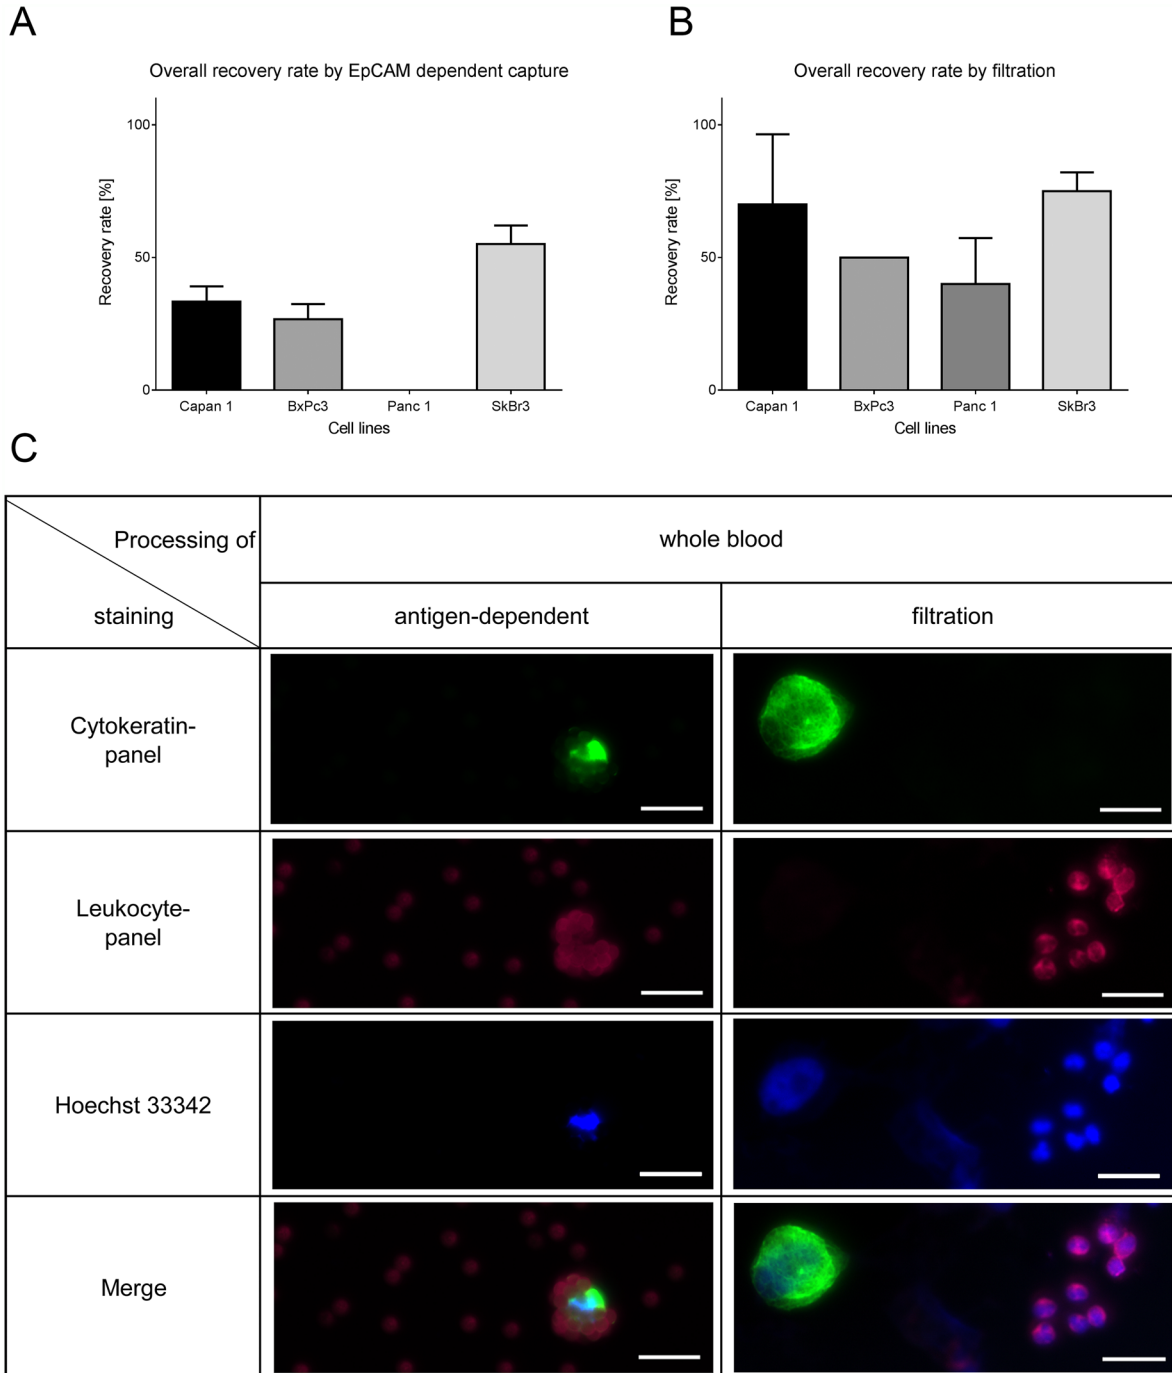 A
B
Overall recovery rate by EpCAM dependent capture
Overall recovery rate by filtration
100
50
0
Recovery rate [%]
Capan 1
BxPc3
Panc 1
SkBr3
Cell lines
100
50
0
Recovery rate [%]
Capan 1
BxPc3
Panc 1
SkBr3
Cell lines
C
Processing of
staining
whole blood
antigen-dependent
filtration
Cytokeratin-
panel
Leukocyte-
panel
Hoechst 33342
Merge